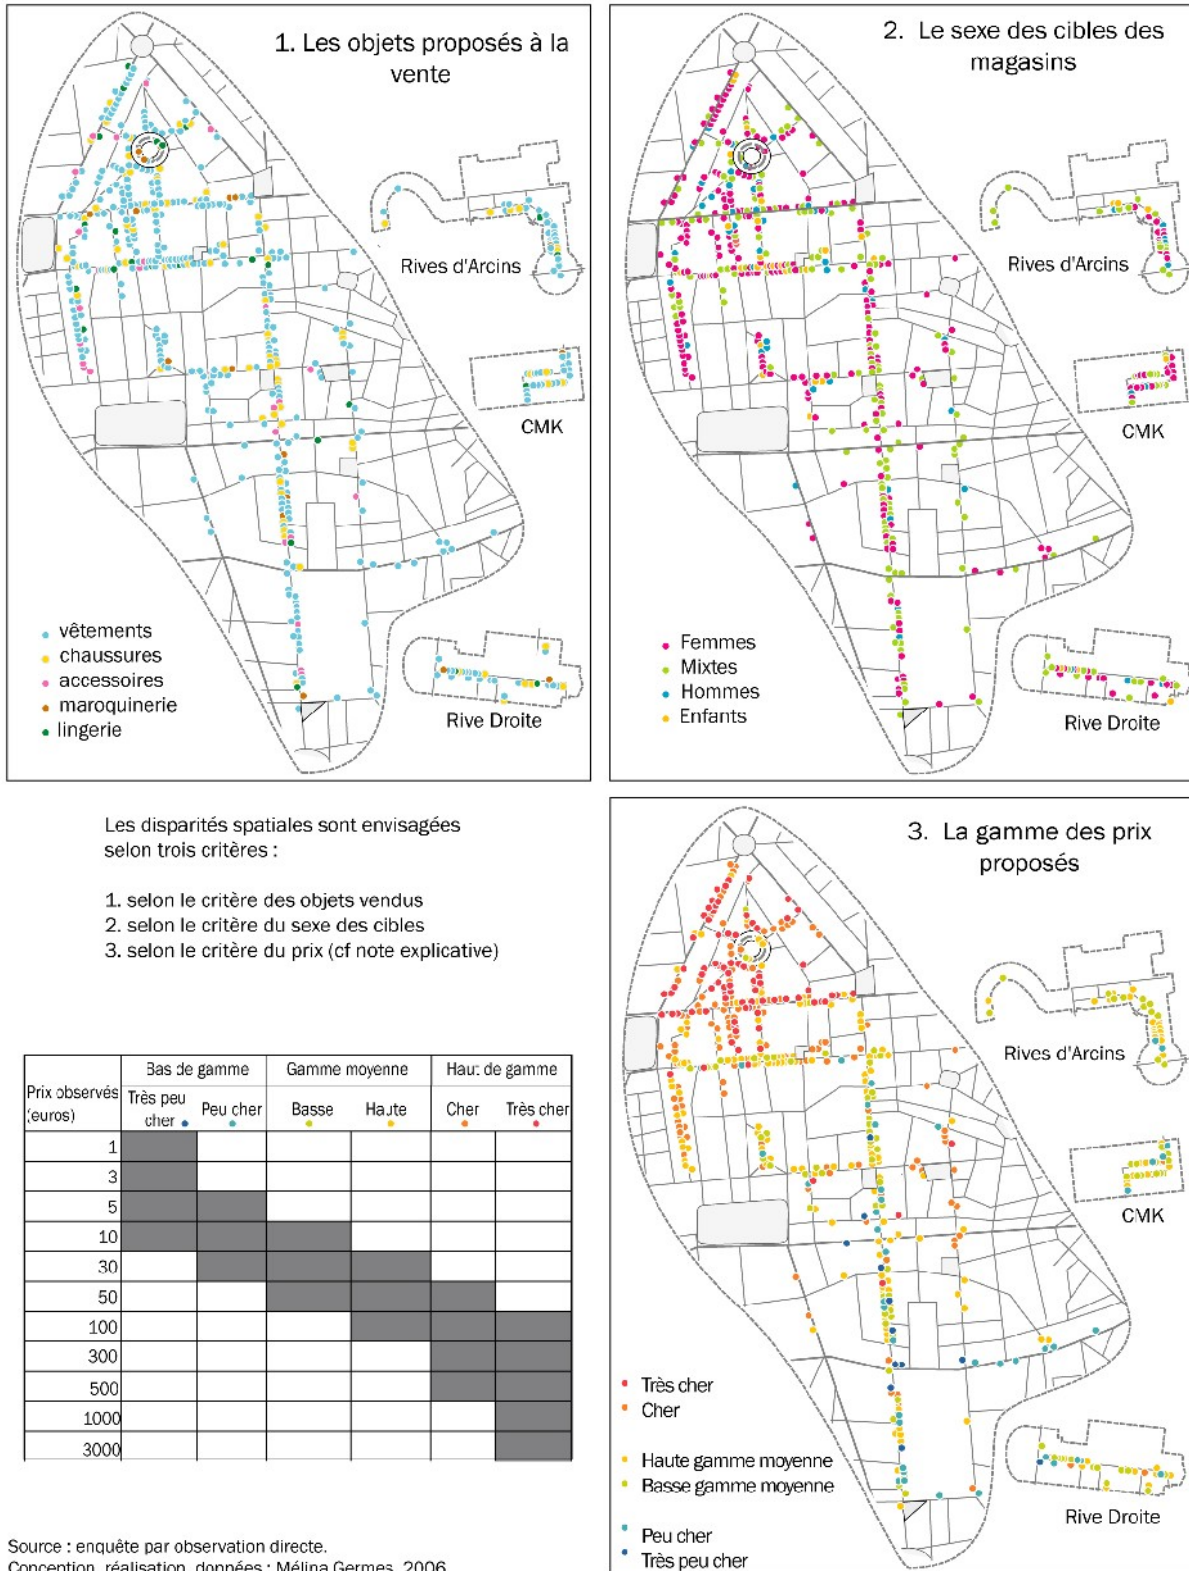 1. Les objets proposés à la
vente
Rives d'Arcins
CMK
vêtements
chaussures
accessoires
maroquinerie
lingerie
Rive Droite
2. Le sexe des cibles des
magasins
Rives d'Arcins
CMK
Femmes
Mixtes
Hommes
Enfants
Rive Droite
Les disparités spatiales sont envisagées
selon trois critères :
1. selon le critère des objets vendus
2. selon le critère du sexe des cibles
3. selon le critère du prix (cf note explicative)
Prix observés
(euros)
Bas de gamme
Gamme moyenne
Haut de gamme
Très peu
cher
Peu cher
Basse
Haute
Cher
Très cher
1
3
5
10
30
50
100
300
500
1000
3000
3. La gamme des prix
proposés
Rives d'Arcins
CMK
Très cher
Cher
Haute gamme moyenne
Basse gamme moyenne
Peu cher
Très peu cher
Rive Droite
Source : enquête par observation directe.
Conception, réalisation, données : Mélina Germes, 2006